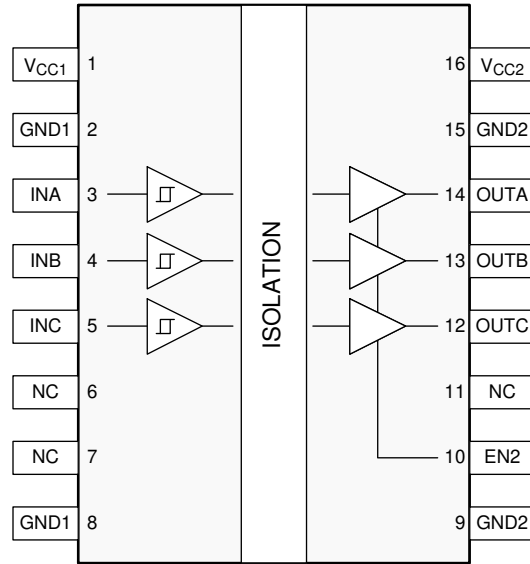 VCC1 1 16 VCC2
GND1 2 15 GND2
INA 3 14 OUTA
INB 4 13 OUTB
INC 5 12 OUTC
NC 6 11 NC
NC 7 10 EN2
GND1 8 9 GND2
ISOLATION